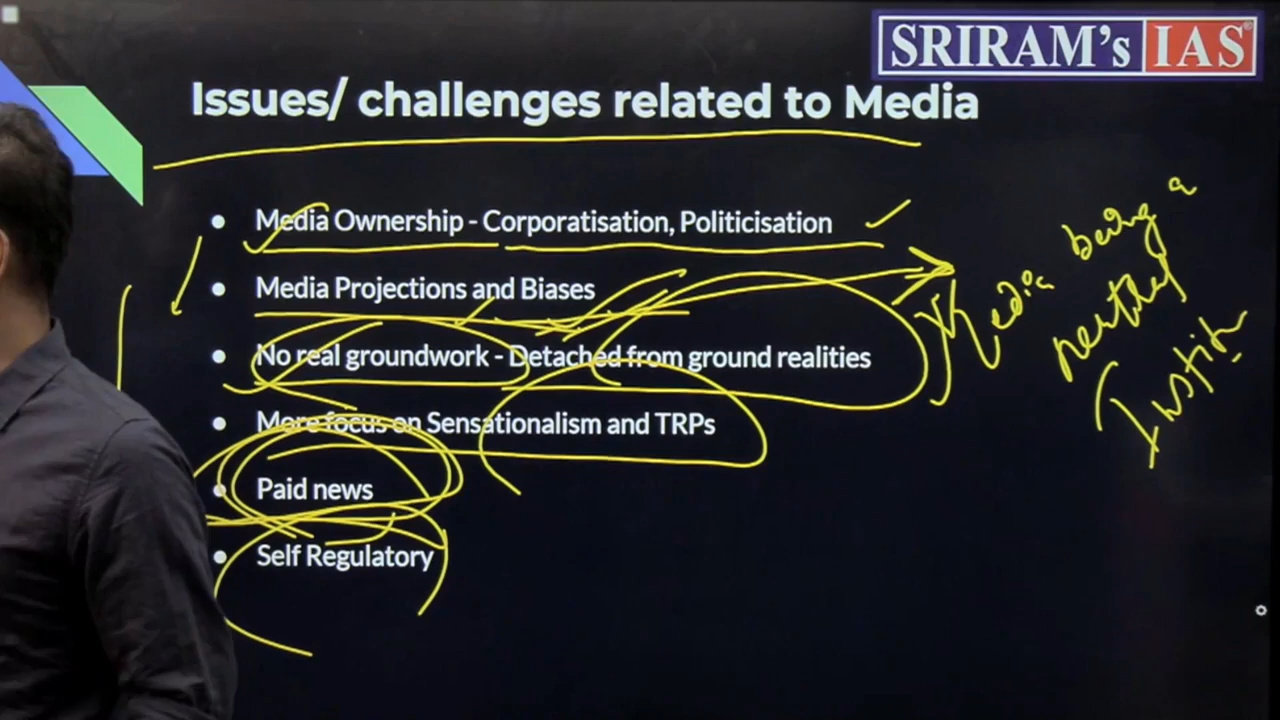 SRIRAM's IAS
Issues/ challenges related to Media
● Media Ownership - Corporatisation, Politicisation
● Media Projections and Biases
● No real groundwork - Detached from ground realities
● More focus on Sensationalism and TRPs
● Paid news
● Self Regulatory
Media being a
neutral
Institu